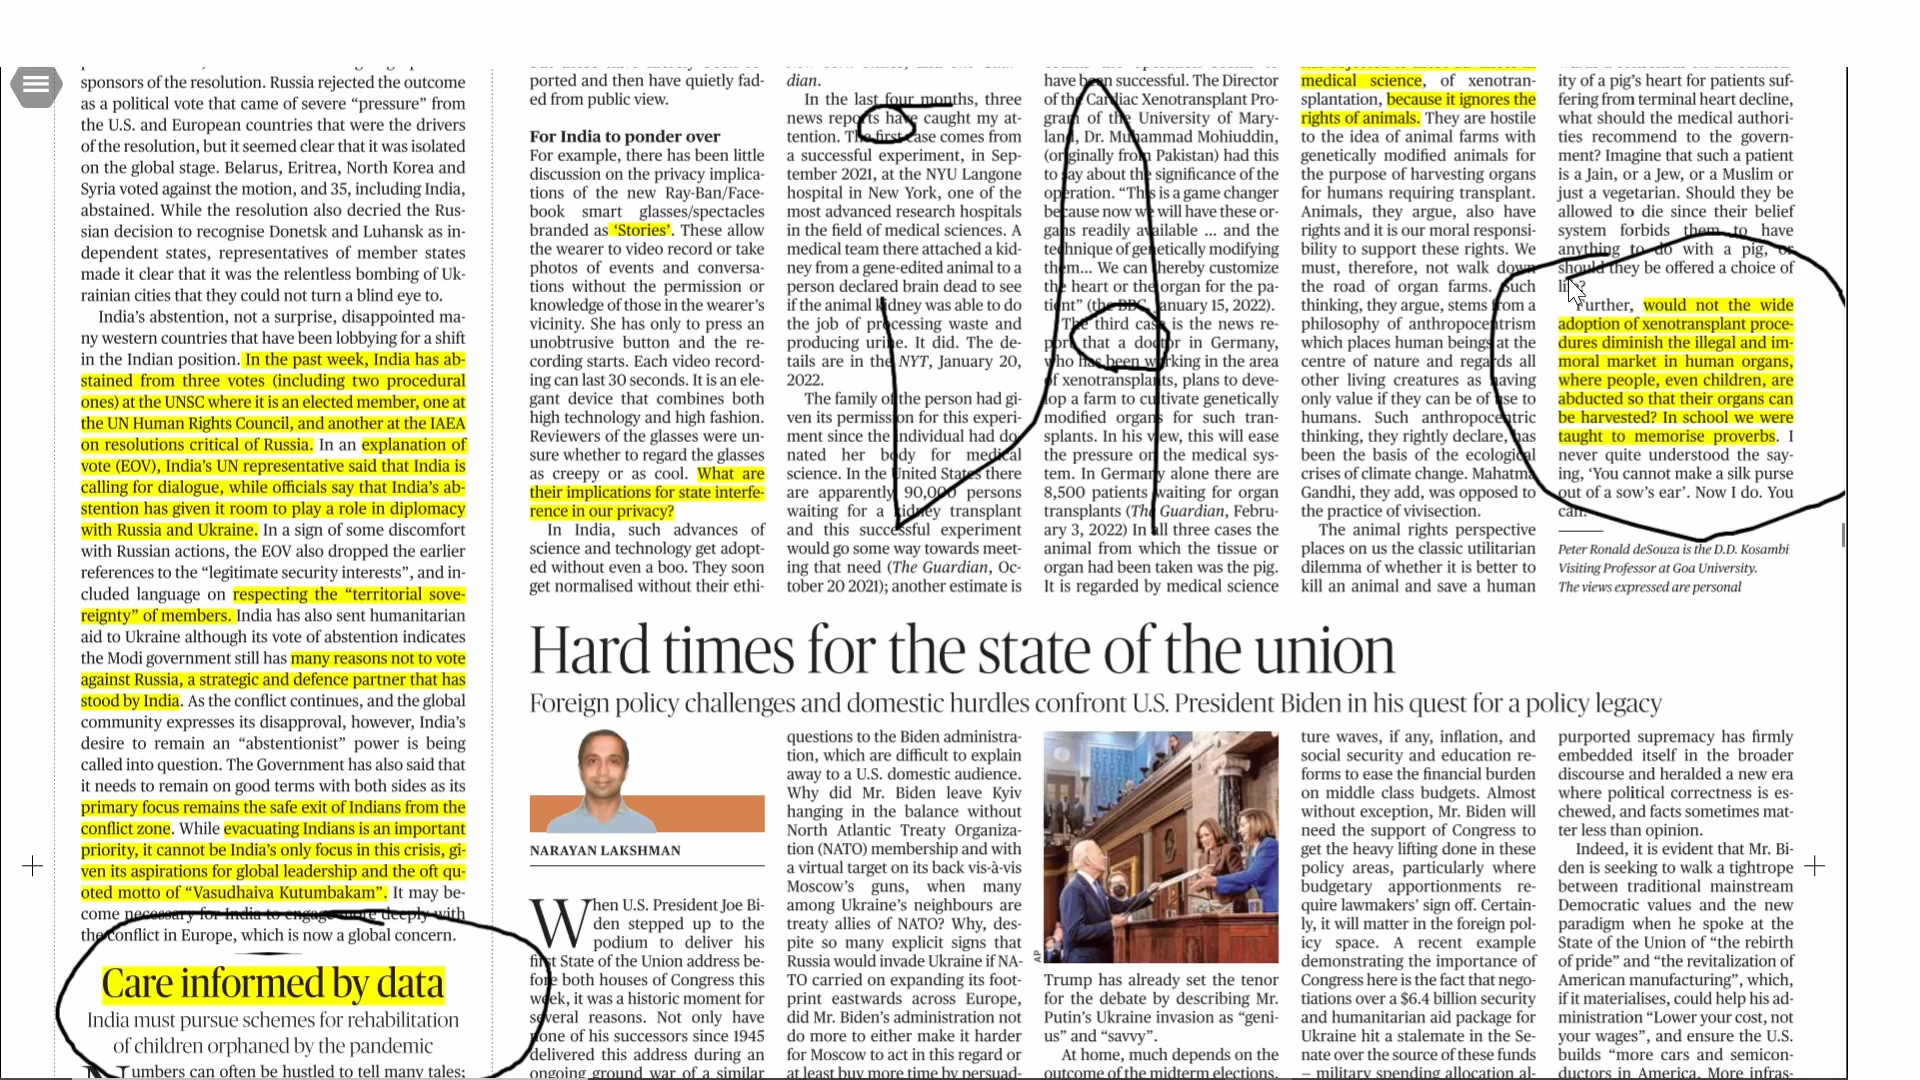 sponsors of the resolution. Russia rejected the outcome
as a political vote that came of severe “pressure” from
the U.S. and European countries that were the drivers
of the resolution, but it seemed clear that it was isolated
on the global stage. Belarus, Eritrea, North Korea and
Syria voted against the motion, and 35, including India,
abstained. While the resolution also decried the Rus-
sian decision to recognise Donetsk and Luhansk as in-
dependent states, representatives of member states
made it clear that it was the relentless bombing of Uk-
rainian cities that they could not turn a blind eye to.
India’s abstention, not a surprise, disappointed ma-
ny western countries that have been lobbying for a shift
in the Indian position. In the past week, India has ab-
stained from three votes (including two procedural
ones) at the UNSC where it is an elected member, one at
the UN Human Rights Council, and another at the IAEA
on resolutions critical of Russia. In an explanation of
vote (EOV), India’s UN representative said that India is
calling for dialogue, while officials say that India’s ab-
stention has given it room to play a role in diplomacy
with Russia and Ukraine. In a sign of some discomfort
with Russian actions, the EOV also dropped the earlier
references to the “legitimate security interests”, and in-
cluded language on respecting the “territorial sove-
reignty” of members. India has also sent humanitarian
aid to Ukraine although its vote of abstention indicates
the Modi government still has many reasons not to vote
against Russia, a strategic and defence partner that has
stood by India. As the conflict continues, and the global
community expresses its disapproval, however, India’s
desire to remain an “abstentionist” power is being
called into question. The Government has also said that
it needs to remain on good terms with both sides as its
primary focus remains the safe exit of Indians from the
conflict zone. While evacuating Indians is an important
priority, it cannot be India’s only focus in this crisis, gi-
ven its aspirations for global leadership and the oft qu-
oted motto of “Vasudhaiva Kutumbakam”. It may be-
come necessary for India to engage more deeply with
the conflict in Europe, which is now a global concern.
Care informed by data
India must pursue schemes for rehabilitation
of children orphaned by the pandemic
Numbers can often be hustled to tell many tales;
ported and then have quietly fad-
ed from public view.
For India to ponder over
For example, there has been little
discussion on the privacy implica-
tions of the new Ray-Ban/Face-
book smart glasses/spectacles
branded as ‘Stories’. These allow
the wearer to video record or take
photos of events and conversa-
tions without the permission or
knowledge of those in the wearer’s
vicinity. She has only to press an
unobtrusive button and the re-
cording starts. Each video record-
ing can last 30 seconds. It is an ele-
gant device that combines both
high technology and high fashion.
Reviewers of the glasses were un-
sure whether to regard the glasses
as creepy or as cool. What are
their implications for state interfe-
rence in our privacy?
In India, such advances of
science and technology get adopt-
ed without even a boo. They soon
get normalised without their ethi-
dian.
In the last four months, three
news reports have caught my at-
tention. The first case comes from
a successful experiment, in Sep-
tember 2021, at the NYU Langone
hospital in New York, one of the
most advanced research hospitals
in the field of medical sciences. A
medical team there attached a kid-
ney from a gene-edited animal to a
person declared brain dead to see
if the animal kidney was able to do
the job of processing waste and
producing urine. It did. The de-
tails are in the NYT, January 20,
2022.
The family of the person had gi-
ven its permission for this experi-
ment since the individual had do-
nated her body for medical
science. In the United States there
are apparently 90,000 persons
waiting for a kidney transplant
and this successful experiment
would go some way towards meet-
ing that need (The Guardian, Oc-
tober 20 2021); another estimate is
have been successful. The Director
of the Cardiac Xenotransplant Pro-
gram of the University of Mary-
land, Dr. Muhammad Mohiuddin,
(originally from Pakistan) had this
to say about the significance of the
operation. “This is a game changer
because now we will have these or-
gans readily available ... and the
technique of genetically modifying
them... We can thereby customize
the heart or the organ for the pa-
tient” (the BBC, January 15, 2022).
The third case is the news re-
port that a doctor in Germany,
who has been working in the area
of xenotransplants, plans to deve-
lop a farm to cultivate genetically
modified organs for such tran-
splants. In his view, this will ease
the pressure on the medical sys-
tem. In Germany alone there are
8,500 patients waiting for organ
transplants (The Guardian, Febru-
ary 3, 2022) In all three cases the
animal from which the tissue or
organ had been taken was the pig.
It is regarded by medical science
medical science, of xenotran-
splantation, because it ignores the
rights of animals. They are hostile
to the idea of animal farms with
genetically modified animals for
the purpose of harvesting organs
for humans requiring transplant.
Animals, they argue, also have
rights and it is our moral responsi-
bility to support these rights. We
must, therefore, not walk down
the road of organ farms. Such
thinking, they argue, stems from a
philosophy of anthropocentrism
which places human beings at the
centre of nature and regards all
other living creatures as having
only value if they can be of use to
humans. Such anthropocentric
thinking, they rightly declare, has
been the basis of the ecological
crises of climate change. Mahatma
Gandhi, they add, was opposed to
the practice of vivisection.
The animal rights perspective
places on us the classic utilitarian
dilemma of whether it is better to
kill an animal and save a human
ity of a pig’s heart for patients suf-
fering from terminal heart decline,
what should the medical authori-
ties recommend to the govern-
ment? Imagine that such a patient
is a Jain, or a Jew, or a Muslim or
just a vegetarian. Should they be
allowed to die since their belief
system forbids them to have
anything to do with a pig, or
should they be offered a choice of
life?
Further, would not the wide
adoption of xenotransplant proce-
dures diminish the illegal and im-
moral market in human organs,
where people, even children, are
abducted so that their organs can
be harvested? In school we were
taught to memorise proverbs. I
never quite understood the say-
ing, ‘You cannot make a silk purse
out of a sow’s ear’. Now I do. You
can.
Peter Ronald deSouza is the D.D. Kosambi
Visiting Professor at Goa University.
The views expressed are personal
Hard times for the state of the union
Foreign policy challenges and domestic hurdles confront U.S. President Biden in his quest for a policy legacy
NARAYAN LAKSHMAN
When U.S. President Joe Bi-
den stepped up to the
podium to deliver his
first State of the Union address be-
fore both houses of Congress this
week, it was a historic moment for
several reasons. Not only have
none of his successors since 1945
delivered this address during an
ongoing ground war of a similar
questions to the Biden administra-
tion, which are difficult to explain
away to a U.S. domestic audience.
Why did Mr. Biden leave Kyiv
hanging in the balance without
North Atlantic Treaty Organiza-
tion (NATO) membership and with
a virtual target on its back vis-à-vis
Moscow’s guns, when many
among Ukraine’s neighbours are
treaty allies of NATO? Why, des-
pite so many explicit signs that
Russia would invade Ukraine if NA-
TO carried on expanding its foot-
print eastwards across Europe,
did Mr. Biden’s administration not
do more to either make it harder
for Moscow to act in this regard or
at least buy more time by persuad-
AP
Trump has already set the tenor
for the debate by describing Mr.
Putin’s Ukraine invasion as “geni-
us” and “savvy”.
At home, much depends on the
outcome of the midterm elections.
ture waves, if any, inflation, and
social security and education re-
forms to ease the financial burden
on middle class budgets. Almost
without exception, Mr. Biden will
need the support of Congress to
get the heavy lifting done in these
policy areas, particularly where
budgetary apportionments re-
quire lawmakers’ sign off. Certain-
ly, it will matter in the foreign pol-
icy space. A recent example
demonstrating the importance of
Congress here is the fact that nego-
tiations over a $6.4 billion security
and humanitarian aid package for
Ukraine hit a stalemate in the Se-
nate over the source of these funds
– military spending allocation al-
purported supremacy has firmly
embedded itself in the broader
discourse and heralded a new era
where political correctness is es-
chewed, and facts sometimes mat-
ter less than opinion.
Indeed, it is evident that Mr. Bi-
den is seeking to walk a tightrope
between traditional mainstream
Democratic values and the new
paradigm when he spoke at the
State of the Union of “the rebirth
of pride” and “the revitalization of
American manufacturing”, which,
if it materialises, could help his ad-
ministration “Lower your cost, not
your wages”, and ensure the U.S.
builds “more cars and semicon-
ductors in America. More infras-